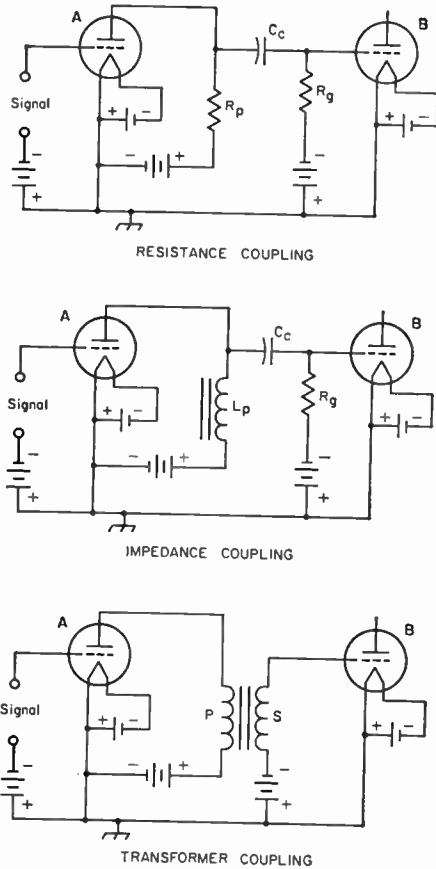 A
B
Signal
Cc
Rp
Rg
+ -
- +
+ -
-
+
-
+
RESISTANCE COUPLING
A
B
Signal
Cc
Lp
Rg
+ -
- +
+ -
-
+
-
+
IMPEDANCE COUPLING
A
B
Signal
P
S
+ -
- +
+ -
-
+
-
+
TRANSFORMER COUPLING